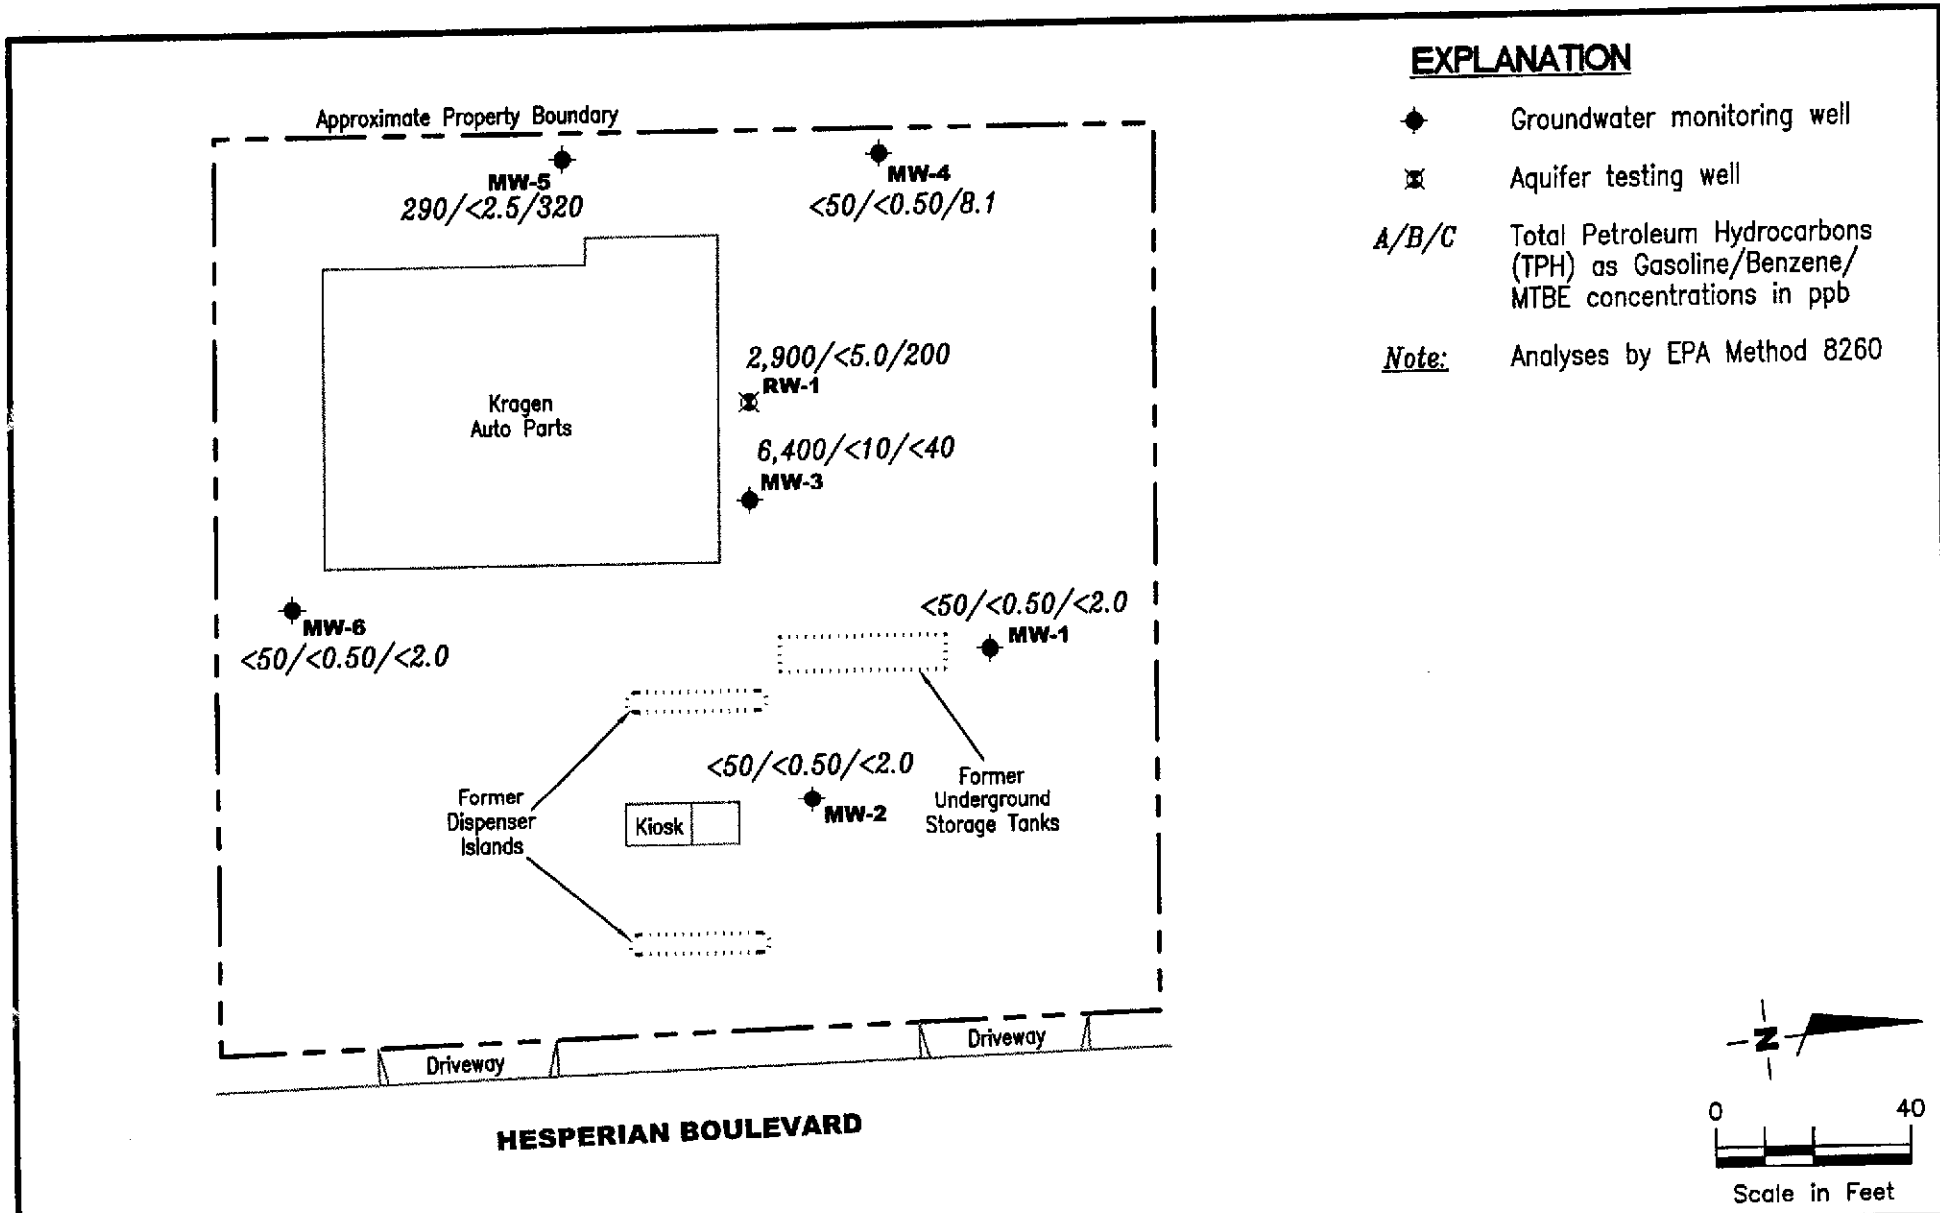 EXPLANATION
Groundwater monitoring well
Aquifer testing well
A/B/C
Total Petroleum Hydrocarbons
(TPH) as Gasoline/Benzene/
MTBE concentrations in ppb
Note:
Analyses by EPA Method 8260
Approximate Property Boundary
MW-5
290/<2.5/320
MW-4
<50/<0.50/8.1
2,900/<5.0/200
RW-1
Kragen
Auto Parts
6,400/<10/<40
MW-3
MW-6
<50/<0.50/<2.0
<50/<0.50/<2.0
MW-1
<50/<0.50/<2.0
MW-2
Former
Dispenser
Islands
Kiosk
Former
Underground
Storage Tanks
Driveway
Driveway
HESPERIAN BOULEVARD
N
0 40
Scale in Feet